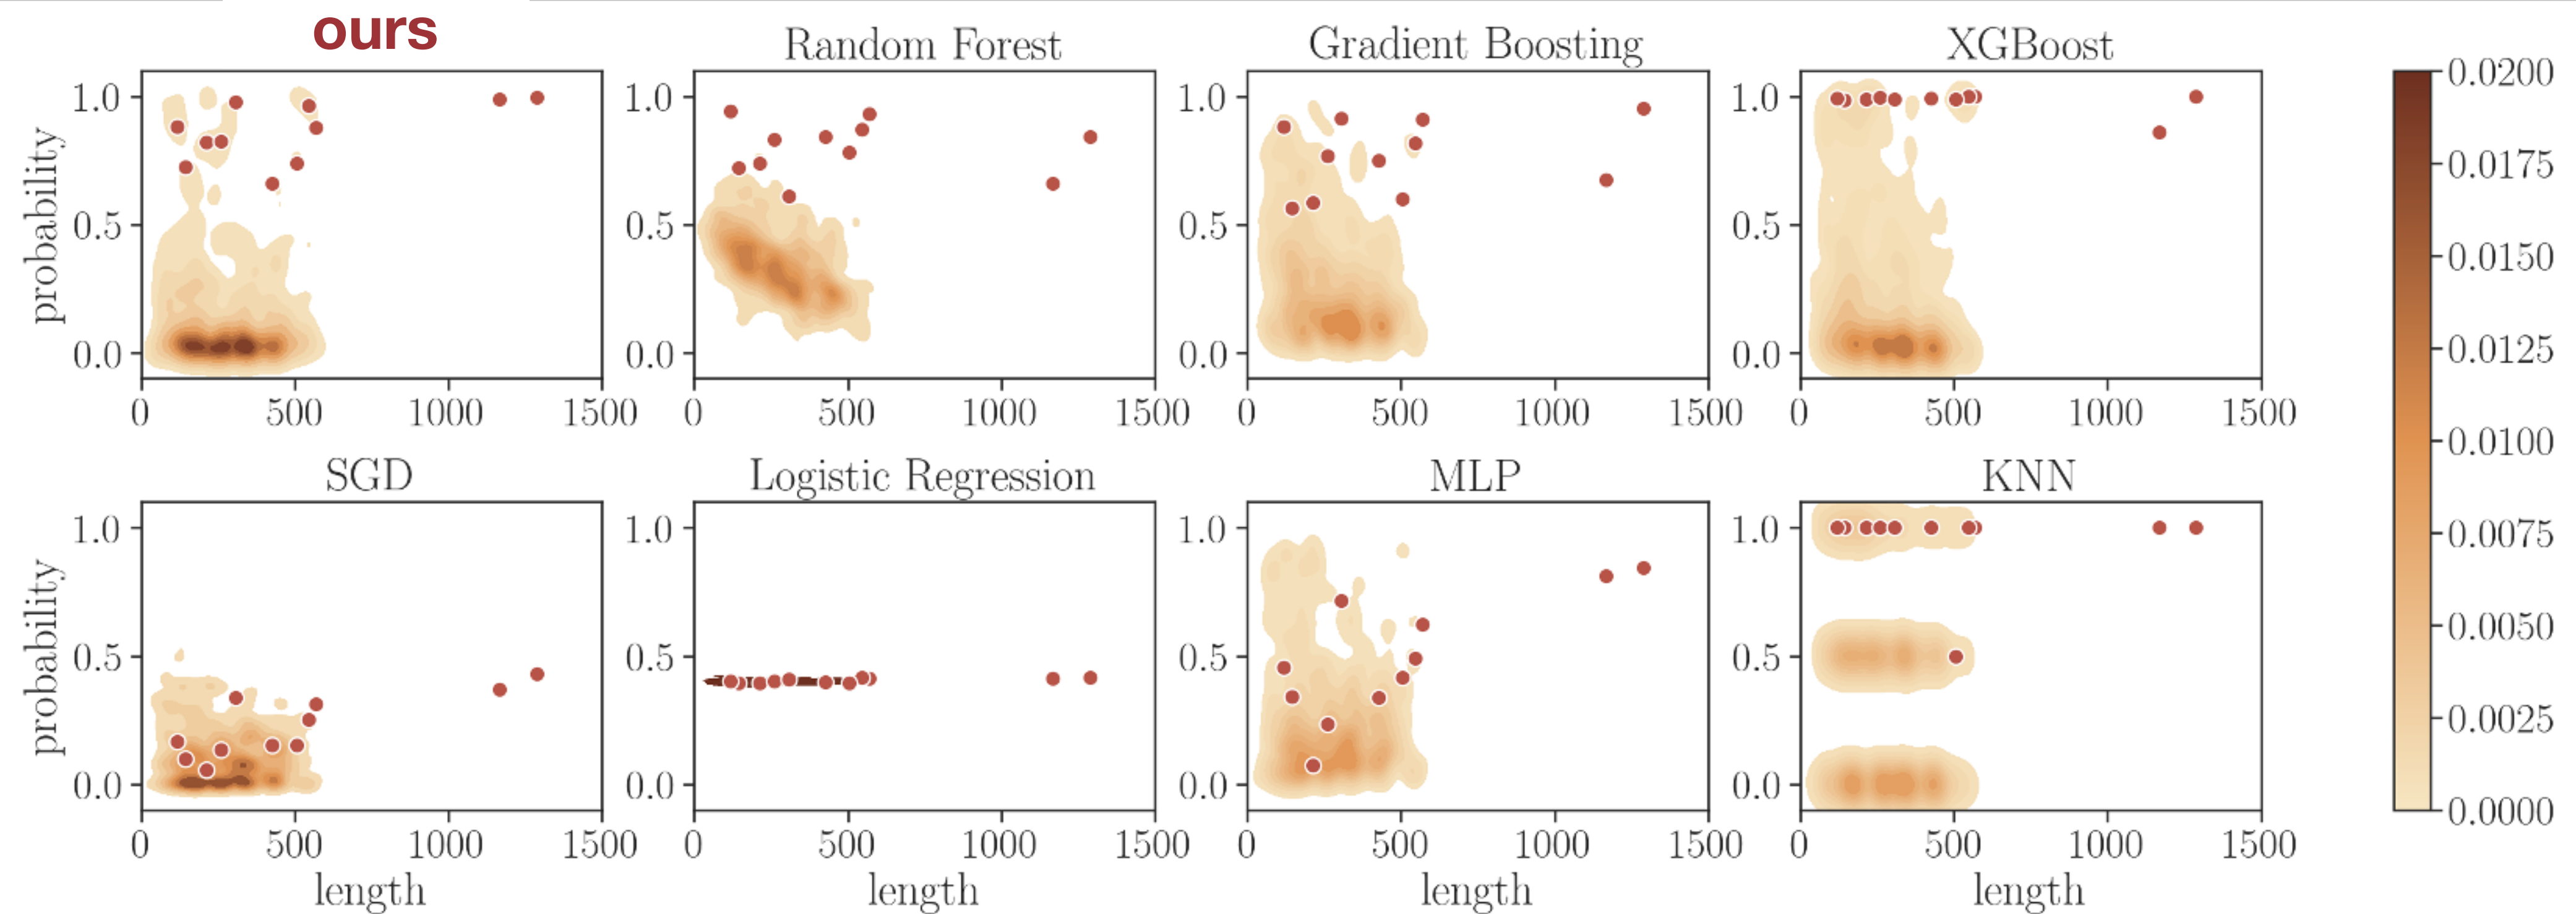 ours
Random Forest
Gradient Boosting
XGBoost
probability
1.0
0.5
0.0
0 500 1000 1500
1.0
0.5
0.0
0 500 1000 1500
1.0
0.5
0.0
0 500 1000 1500
1.0
0.5
0.0
0 500 1000 1500
SGD
Logistic Regression
MLP
KNN
probability
1.0
0.5
0.0
0 500 1000 1500
length
1.0
0.5
0.0
0 500 1000 1500
length
1.0
0.5
0.0
0 500 1000 1500
length
1.0
0.5
0.0
0 500 1000 1500
length
0.0200
0.0175
0.0150
0.0125
0.0100
0.0075
0.0050
0.0025
0.0000